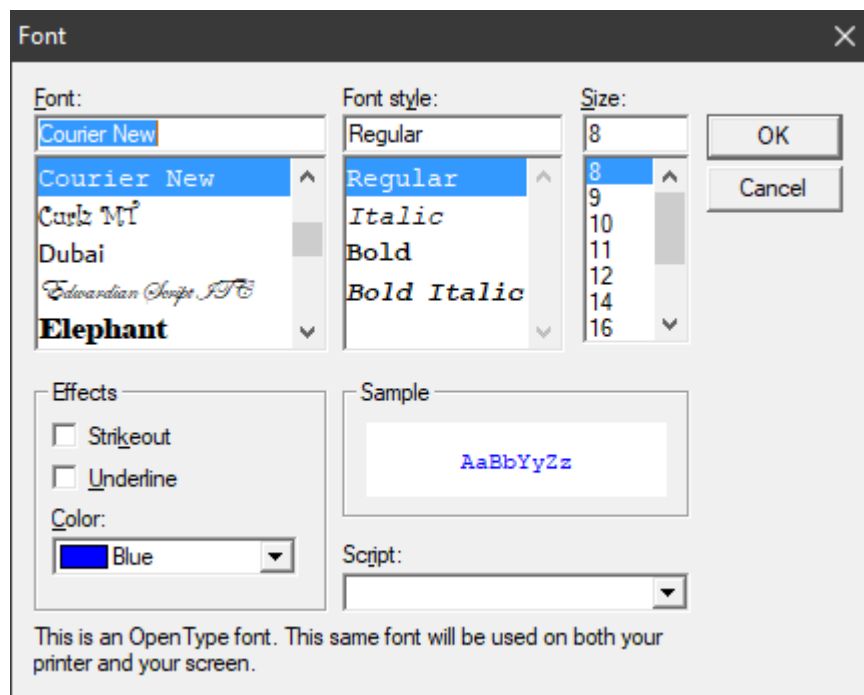 Font
Font: Font style: Size:
Courier New Regular 8 OK
Courier New Regular 8 Cancel
Curlz MT Italic 9
Dubai Bold 10
Edwardian Script ITC Bold Italic 11
Elephant 12
14
16
Effects Sample
Strikeout
Underline AaBbYyZz
Color:
Blue Script:
This is an OpenType font. This same font will be used on both your
printer and your screen.